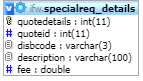 ifw.specialreq_details
quotedetails : int(11)
quoteid : int(11)
disbcode : varchar(3)
description : varchar(100)
fee : double